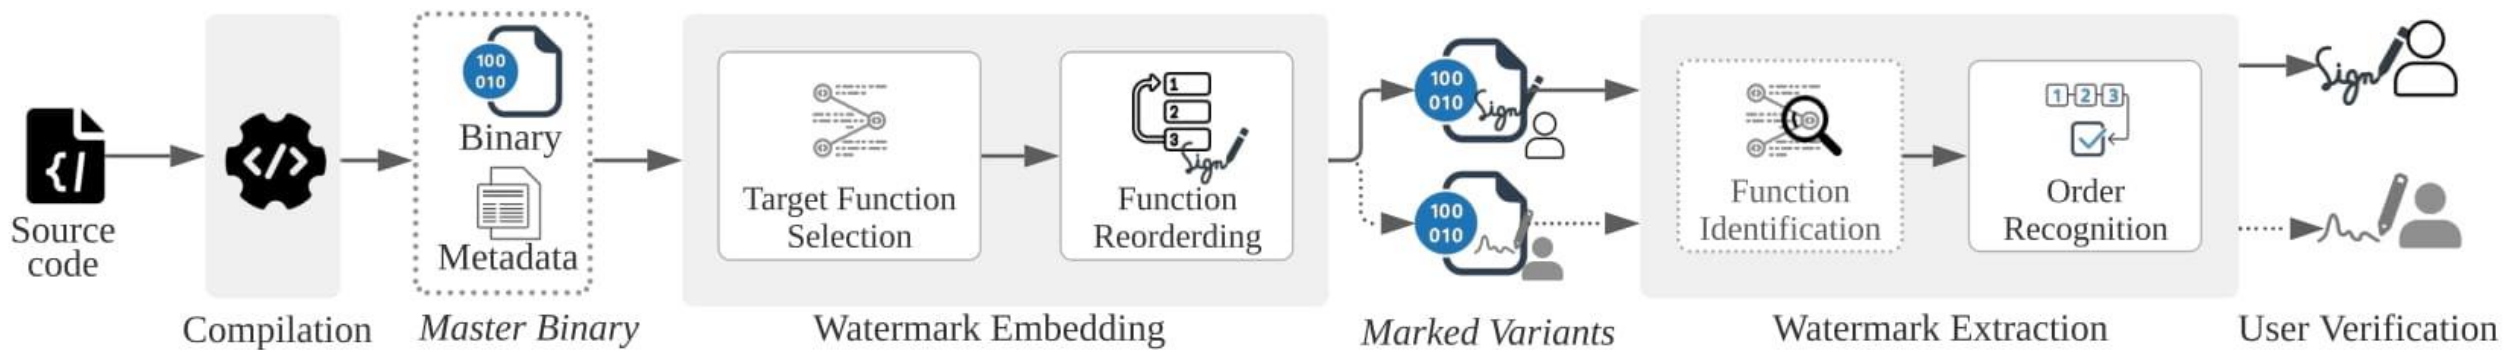 {/
Source
code
</>
Compilation
100
010
Binary
Metadata
Master Binary
Target Function
Selection
1
2
3
Sign
Function
Reorderding
Watermark Embedding
100
010
Sign
100
010
Marked Variants
Function
Identification
1 2 3
Order
Recognition
Watermark Extraction
Sign
User Verification